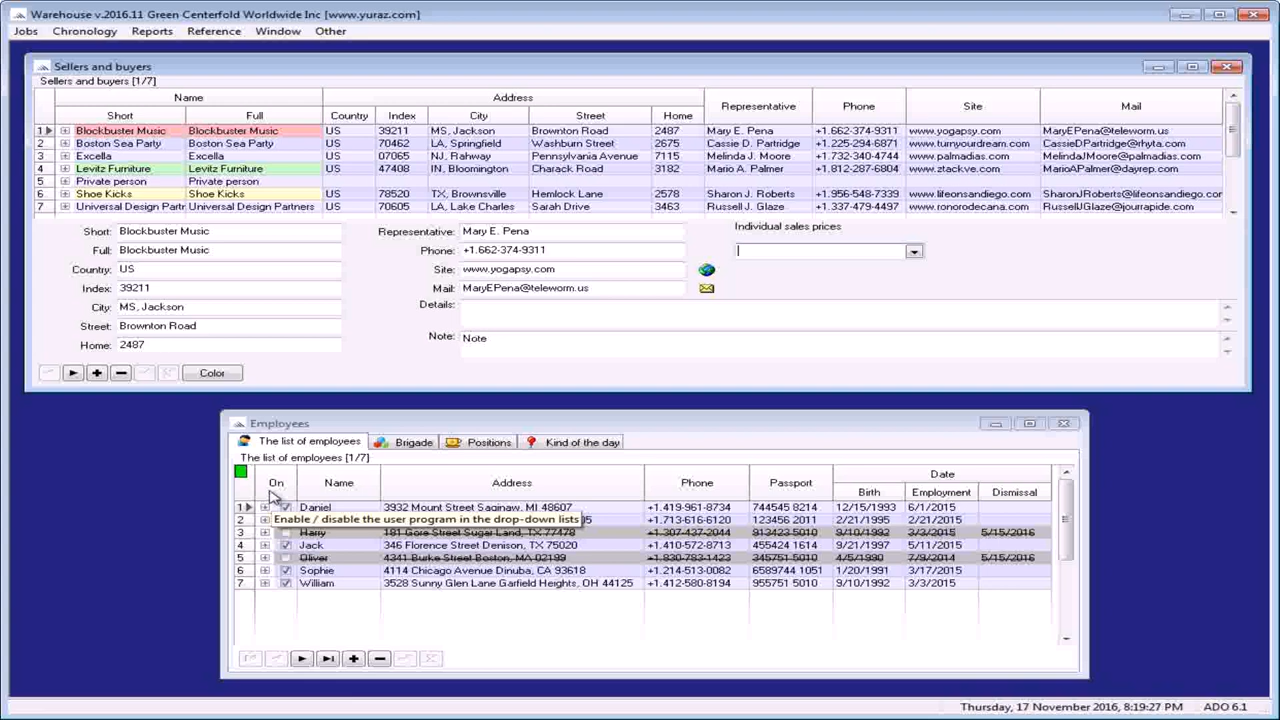 Warehouse v.2016.11 Green Centerfold Worldwide Inc [www.yuraz.com]
Jobs Chronology Reports Reference Window Other
Sellers and buyers
Sellers and buyers [1/7]
Name Address Representative Phone Site Mail
Short Full Country Index City Street Home
1 Blockbuster Music Blockbuster Music US 39211 MS, Jackson Brownton Road 2487 Mary E. Pena +1.662-374-9311 www.yogapsy.com MaryEPena@teleworm.us
2 Boston Sea Party Boston Sea Party US 70462 LA, Springfield Washburn Street 2675 Cassie D. Partridge +1.225-294-6871 www.turnyourdream.com CassieDPartridge@rhyta.com
3 Excella Excella US 07065 NJ, Rahway Pennsylvania Avenue 7115 Melinda J. Moore +1.732-340-4744 www.palmadias.com MelindaJMoore@palmadias.com
4 Levitz Furniture Levitz Furniture US 47408 IN, Bloomington Charack Road 3182 Mario A. Palmer +1.812-287-6804 www.ztackve.com MarioAPalmer@dayrep.com
5 Private person Private person
6 Shoe Kicks Shoe Kicks US 78520 TX, Brownsville Hemlock Lane 2578 Sharon J. Roberts +1.956-548-73 www.lifeonsandiego.com SharonJRoberts@lifeonsandiego.cor
7 Universal Design Partr Universal Design Partners US 70605 LA, Lake Charles Sarah Drive 3463 Russell J. Glaze +1.337-479-4497 www.ronorodecana.com RussellJGlaze@jourrapide.com
Short: Blockbuster Music Representative: Mary E. Pena Individual sales prices
Full: Blockbuster Music Phone: +1.662-374-9311
Country: US Site: www.yogapsy.com
Index: 39211 Mail: MaryEPena@teleworm.us
City: MS, Jackson Details:
Street: Brownton Road
Home: 2487 Note: Note
Color
Employees
The list of employees Brigade Positions Kind of the day
The list of employees [1/7]
On Name Address Phone Passport Date
Birth Employment Dismissal
1 Daniel 3932 Mount Street Saginaw, MI 48607 +1.419-961-8734 744545 8214 12/15/1993 6/1/2015
2 Enable / disable the user program in the drop-down lists 05 +1.713-616-6120 123456 2011 2/21/1995 2/21/2015
3 Harry 181 Gore Street Sugar Land, TX 77478 +1.307-437-2044 913423 5010 9/10/1992 3/3/2015 5/15/2016
4 Jack 346 Florence Street Denison, TX 75020 +1.410-572-8713 455424 1614 9/21/1997 5/11/2015
5 Oliver 4341 Burke Street Boston, MA 02199 +1.830-783-1423 345751 5010 4/5/1990 7/9/2014 5/15/2016
6 Sophie 4114 Chicago Avenue Dinuba, CA 93618 +1.214-513-0082 6589744 1051 1/20/1991 3/17/2015
7 William 3528 Sunny Glen Lane Garfield Heights, OH 44125 +1.412-580-8194 955751 5010 9/10/1992 3/3/2015
Thursday, 17 November 2016, 8:19:27 PM ADO 6.1